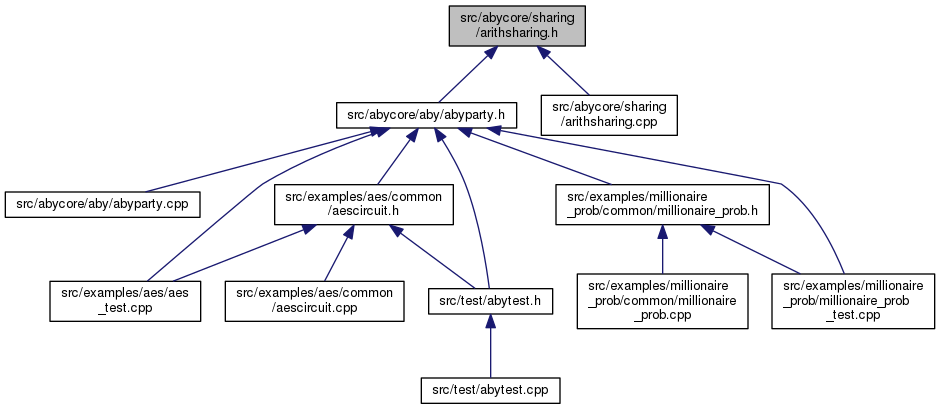 src/abycore/sharing
/arithsharing.h
src/abycore/aby/abyparty.h
src/abycore/sharing
/arithsharing.cpp
src/abycore/aby/abyparty.cpp
src/examples/aes/common
/aescircuit.h
src/examples/millionaire
_prob/common/millionaire_prob.h
src/examples/aes/aes
_test.cpp
src/examples/aes/common
/aescircuit.cpp
src/test/abytest.h
src/examples/millionaire
_prob/common/millionaire
_prob.cpp
src/examples/millionaire
_prob/millionaire_prob
_test.cpp
src/test/abytest.cpp